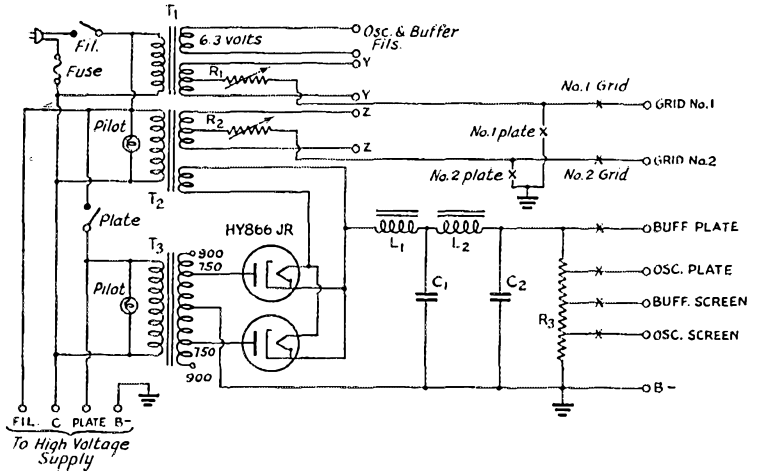 T1
Osc. & Buffer
Fils.
6.3 volts
Fil.
Fuse
Y
R1
Y
No.1 Grid
GRID No.1
Z
Pilot
R2
No.1 plate
Z
GRID No.2
No.2 plate
No.2 Grid
T2
Plate
HY866 JR
BUFF PLATE
T3
900
750
L1
L2
OSC. PLATE
Pilot
C1
C2
BUFF. SCREEN
R3
OSC. SCREEN
750
900
B-
FIL. C PLATE B-
To High Voltage
Supply